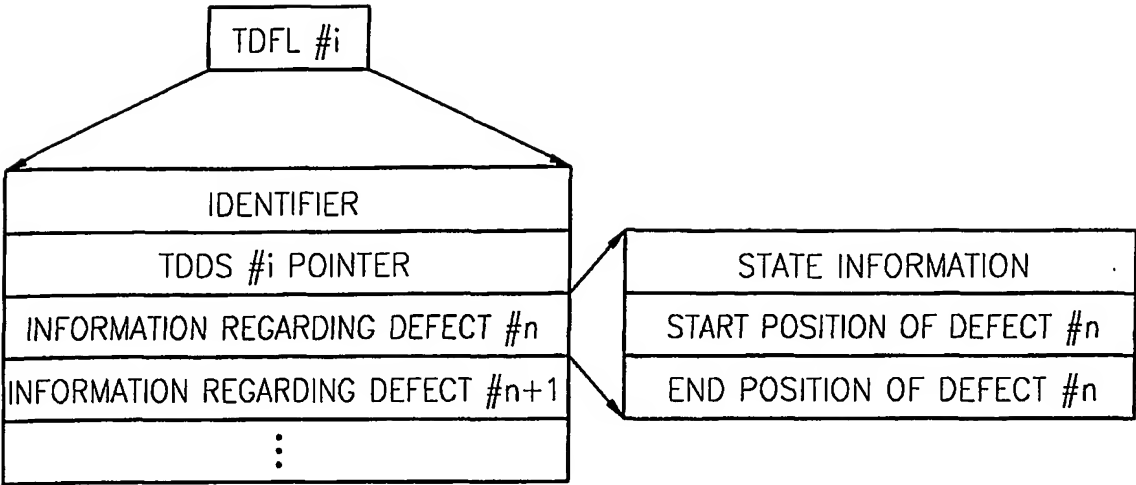 TDFL #i
IDENTIFIER
TDDS #i POINTER
INFORMATION REGARDING DEFECT #n
INFORMATION REGARDING DEFECT #n+1
⋮
STATE INFORMATION
START POSITION OF DEFECT #n
END POSITION OF DEFECT #n